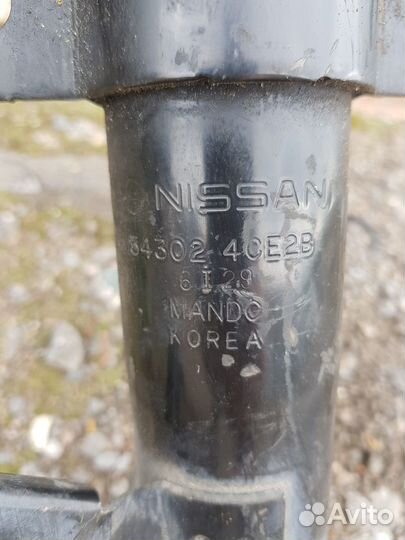 NISSAN
54302 4CE2B
6I29
MANDO
KOREA
Avito